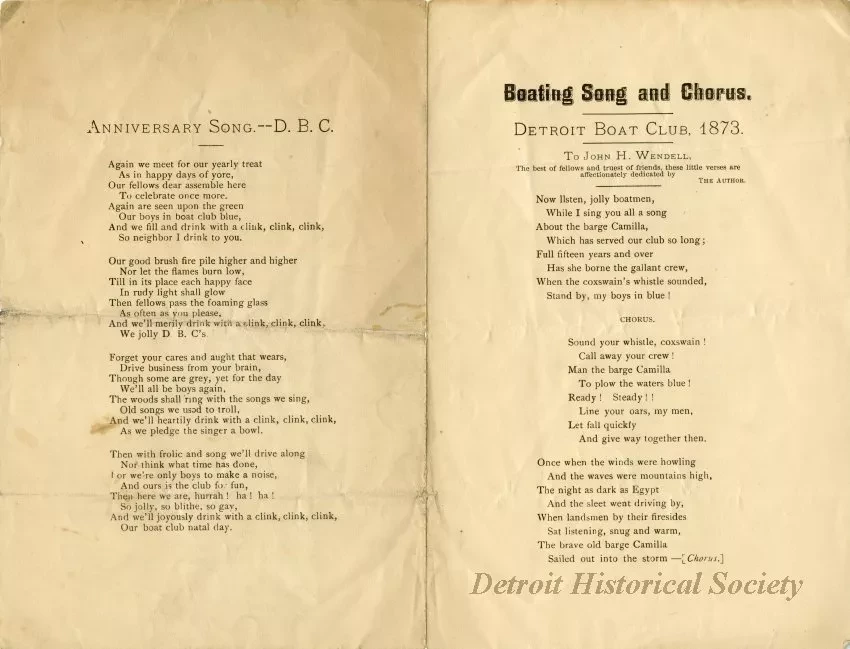 ANNIVERSARY SONG.--D. B. C.
Again we meet for our yearly treat
As in happy days of yore,
Our fellows dear assemble here
To celebrate once more.
Again are seen upon the green
Our boys in boat club blue,
And we fill and drink with a clink, clink, clink,
So neighbor I drink to you.
Our good brush fire pile higher and higher
Nor let the flames burn low,
Till in its place each happy face
In rudy light shall glow
Then fellows pass the foaming glass
As often as you please,
And we'll merily drink with a clink, clink, clink,
We jolly D. B. C's.
Forget your cares and aught that wears,
Drive business from your brain,
Though some are grey, yet for the day
We'll all be boys again,
The woods shall ring with the songs we sing,
Old songs we used to troll,
And we'll heartily drink with a clink, clink, clink,
As we pledge the singer a bowl.
Then with frolic and song we'll drive along
Nor think what time has done,
For we're only boys to make a noise,
And ours is the club for fun,
Then here we are, hurrah ! ha ! ha !
So jolly, so blithe, so gay,
And we'll joyously drink with a clink, clink, clink,
Our boat club natal day.
Boating Song and Chorus.
DETROIT BOAT CLUB, 1873.
TO JOHN H. WENDELL,
The best of fellows and truest of friends, these little verses are
affectionately dedicated by
THE AUTHOR.
Now listen, jolly boatmen,
While I sing you all a song
About the barge Camilla,
Which has served our club so long ;
Full fifteen years and over
Has she borne the gallant crew,
When the coxswain's whistle sounded,
Stand by, my boys in blue !
CHORUS.
Sound your whistle, coxswain !
Call away your crew !
Man the barge Camilla
To plow the waters blue !
Ready ! Steady ! !
Line your oars, my men,
Let fall quickly
And give way together then.
Once when the winds were howling
And the waves were mountains high,
The night as dark as Egypt
And the sleet went driving by,
When landsmen by their firesides
Sat listening, snug and warm,
The brave old barge Camilla
Sailed out into the storm —[Chorus.]
Detroit Historical Society